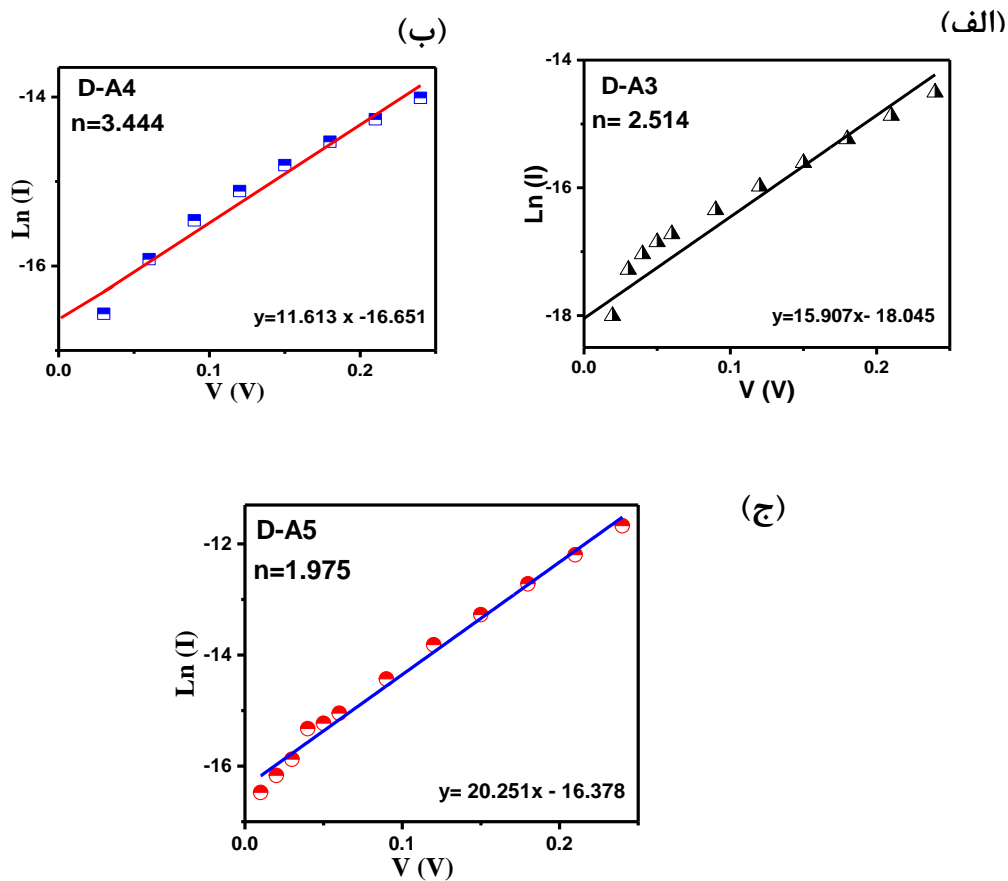 (الف)
(ب)
-14
D-A3
n= 2.514
-16
Ln (I)
-18
y=15.907x- 18.045
0.0
0.1
0.2
V (V)
D-A4
n=3.444
-14
Ln (I)
-16
y=11.613 x -16.651
0.0
0.1
0.2
V (V)
(ج)
D-A5
n=1.975
-12
-14
Ln (I)
-16
y= 20.251x - 16.378
0.0
0.1
0.2
V (V)